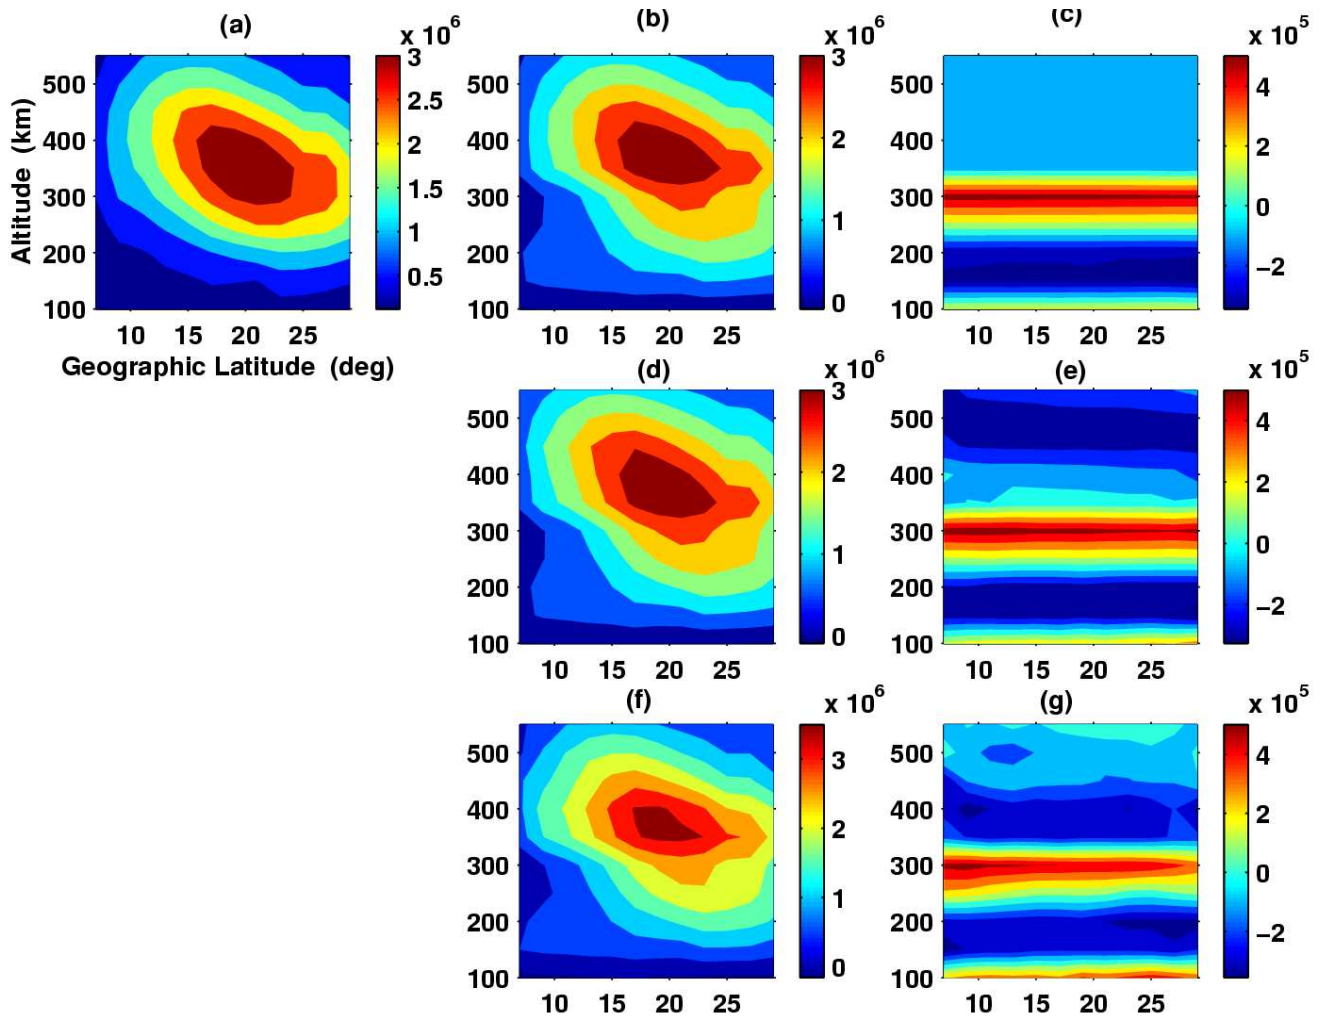 (a) (b) (c)
x 10^6 x 10^6 x 10^5
500 3 500 3 500 4
400 2.5 400 2 400 2
300 2 300 300 0
200 1.5 200 1 200 −2
100 1 100 0 100
0.5
Altitude (km)
10 15 20 25 10 15 20 25 10 15 20 25
Geographic Latitude (deg)
(d) (e)
x 10^6 x 10^5
500 3 500 4
400 2 400 2
300 300 0
200 1 200 −2
100 0 100
10 15 20 25 10 15 20 25
(f) (g)
x 10^6 x 10^5
500 3 500 4
400 2 400 2
300 300 0
200 1 200 −2
100 0 100
10 15 20 25 10 15 20 25